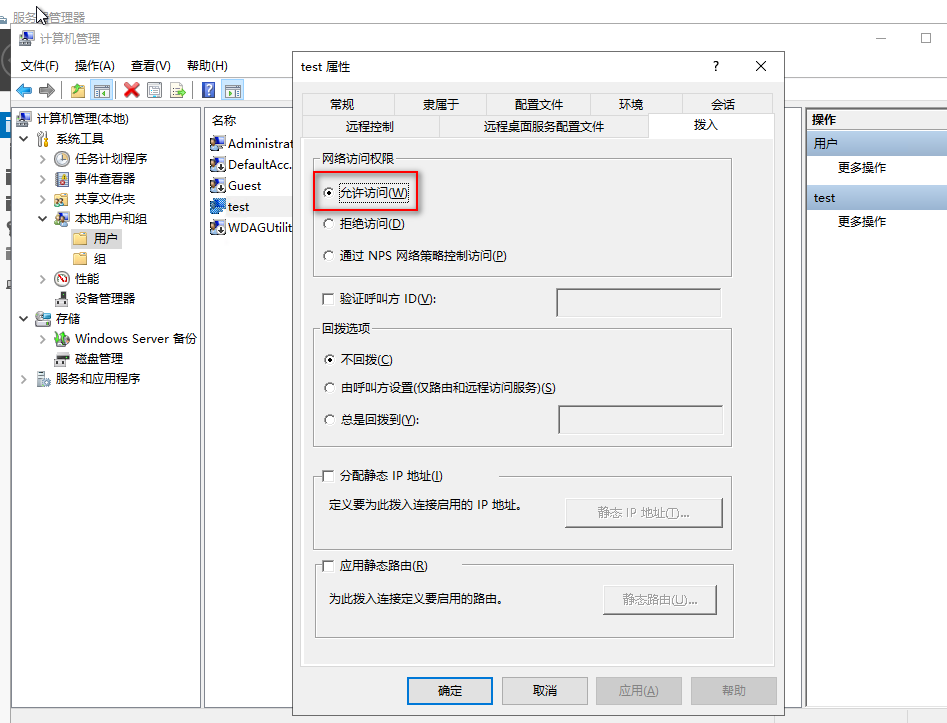 服务器管理器
计算机管理
文件(F) 操作(A) 查看(V) 帮助(H)
计算机管理(本地)
系统工具
任务计划程序
事件查看器
共享文件夹
本地用户和组
用户
组
性能
设备管理器
存储
Windows Server 备份
磁盘管理
服务和应用程序
名称
Administrat
DefaultAcc.
Guest
test
WDAGUtilit
test 属性
常规 隶属于 配置文件 环境 会话
远程控制 远程桌面服务配置文件 拨入
网络访问权限
允许访问(W)
拒绝访问(D)
通过 NPS 网络策略控制访问(P)
验证呼叫方 ID(V):
回拨选项
不回拨(C)
由呼叫方设置(仅路由和远程访问服务)(S)
总是回拨到(Y):
分配静态 IP 地址(I)
定义要为此拨入连接启用的 IP 地址。
静态 IP 地址(T)...
应用静态路由(R)
为此拨入连接定义要启用的路由。
静态路由(U)...
确定 取消 应用(A) 帮助
操作
用户
更多操作
test
更多操作